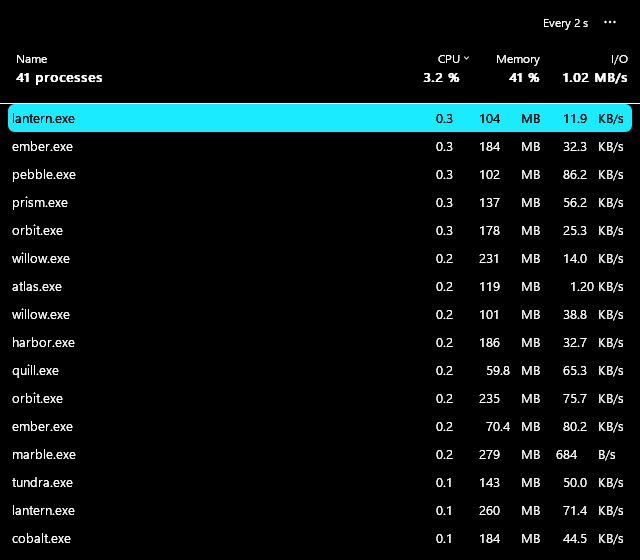 Every 2 s ···
Name CPU Memory I/O
41 processes 3.2 % 41 % 1.02 MB/s
lantern.exe 0.3 104 MB 11.9 KB/s
ember.exe 0.3 184 MB 32.3 KB/s
pebble.exe 0.3 102 MB 86.2 KB/s
prism.exe 0.3 137 MB 56.2 KB/s
orbit.exe 0.3 178 MB 25.3 KB/s
willow.exe 0.2 231 MB 14.0 KB/s
atlas.exe 0.2 119 MB 1.20 KB/s
willow.exe 0.2 101 MB 38.8 KB/s
harbor.exe 0.2 186 MB 32.7 KB/s
quill.exe 0.2 59.8 MB 65.3 KB/s
orbit.exe 0.2 235 MB 75.7 KB/s
ember.exe 0.2 70.4 MB 80.2 KB/s
marble.exe 0.2 279 MB 684 B/s
tundra.exe 0.1 143 MB 50.0 KB/s
lantern.exe 0.1 260 MB 71.4 KB/s
cobalt.exe 0.1 184 MB 44.5 KB/s